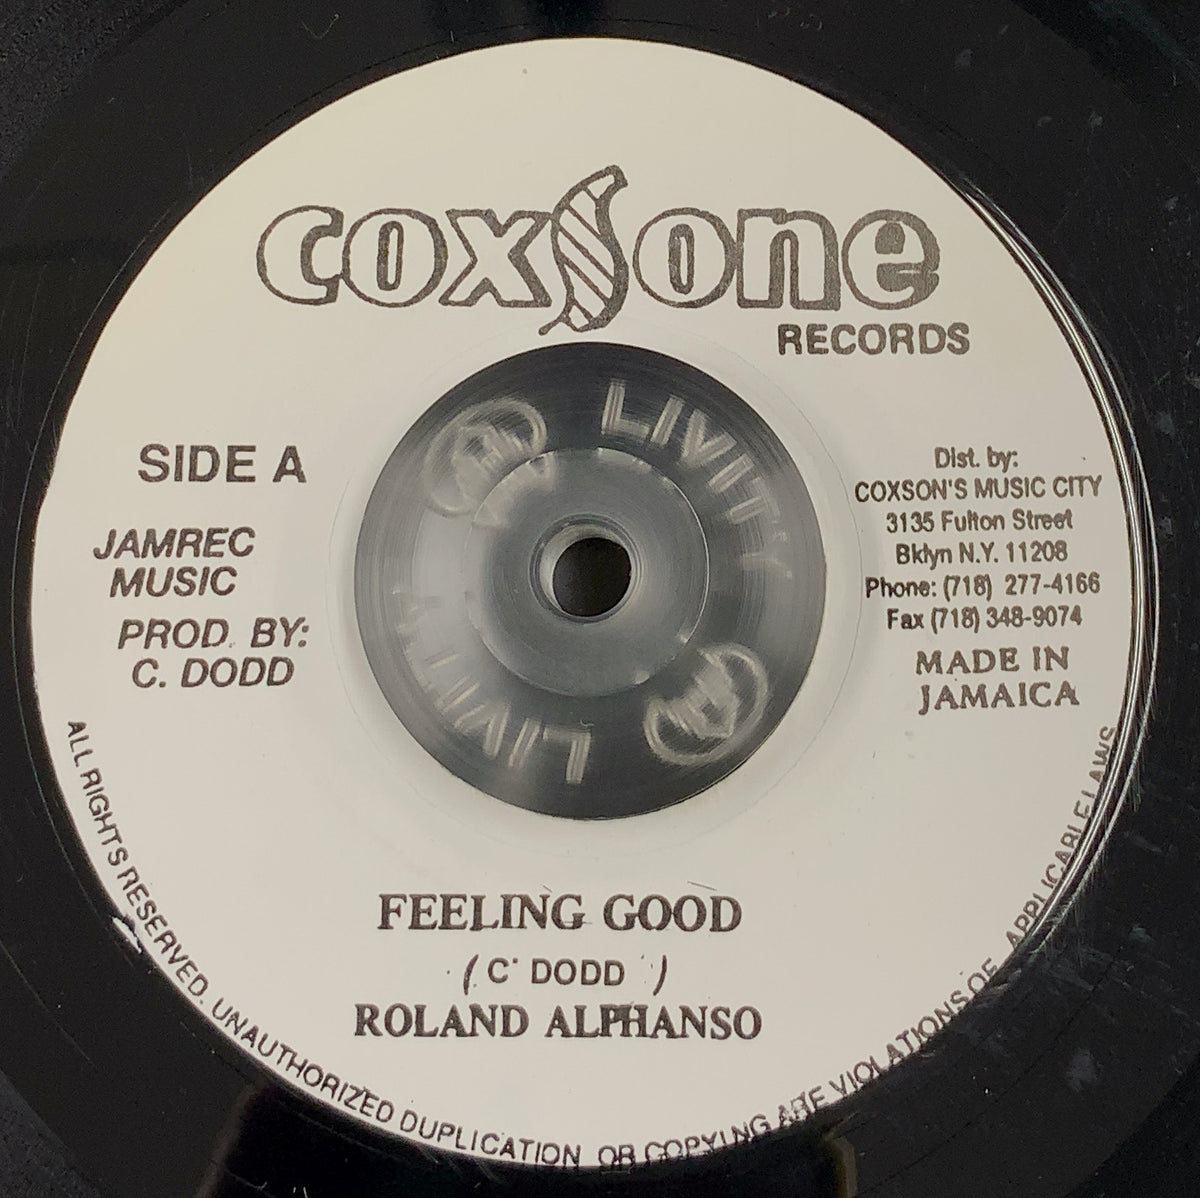 coxsone
RECORDS
SIDE A
JAMREC
MUSIC
PROD. BY:
C. DODD
Dist. by:
COXSON'S MUSIC CITY
3135 Fulton Street
Bklyn N.Y. 11208
Phone: (718) 277-4166
Fax (718) 348-9074
MADE IN
JAMAICA
LIVITY
LIVITY
FEELING GOOD
( C. DODD )
ROLAND ALPHANSO
ALL RIGHTS RESERVED. UNAUTHORIZED DUPLICATION OR COPYING ARE VIOLATIONS OF APPLICABLE LAWS